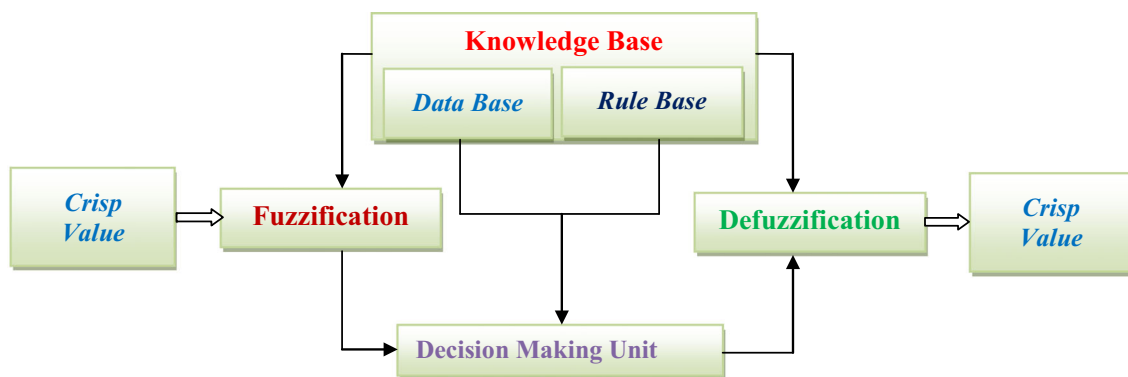 Knowledge Base
Data Base
Rule Base
Crisp
Value
Fuzzification
Defuzzification
Crisp
Value
Decision Making Unit